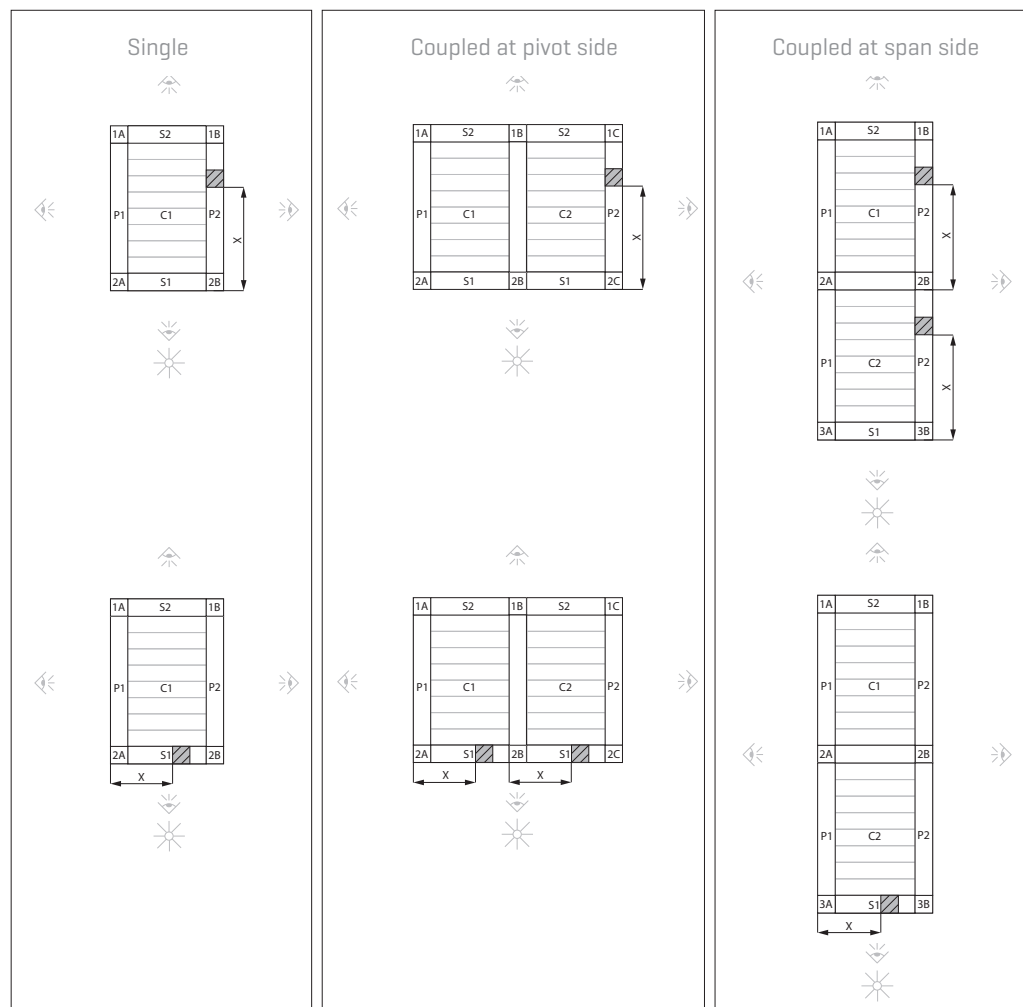 Single
1A S2 1B
P1 C1 P2
X
2A S1 2B
1A S2 1B
P1 C1 P2
2A S1 2B
X
Coupled at pivot side
1A S2 1B S2 1C
P1 C1 C2 P2
X
2A S1 2B S1 2C
1A S2 1B S2 1C
P1 C1 C2 P2
2A S1 2B S1 2C
X X
Coupled at span side
1A S2 1B
P1 C1 P2
X
2A 2B
P1 C2 P2
X
3A S1 3B
1A S2 1B
P1 C1 P2
2A 2B
P1 C2 P2
3A S1 3B
X